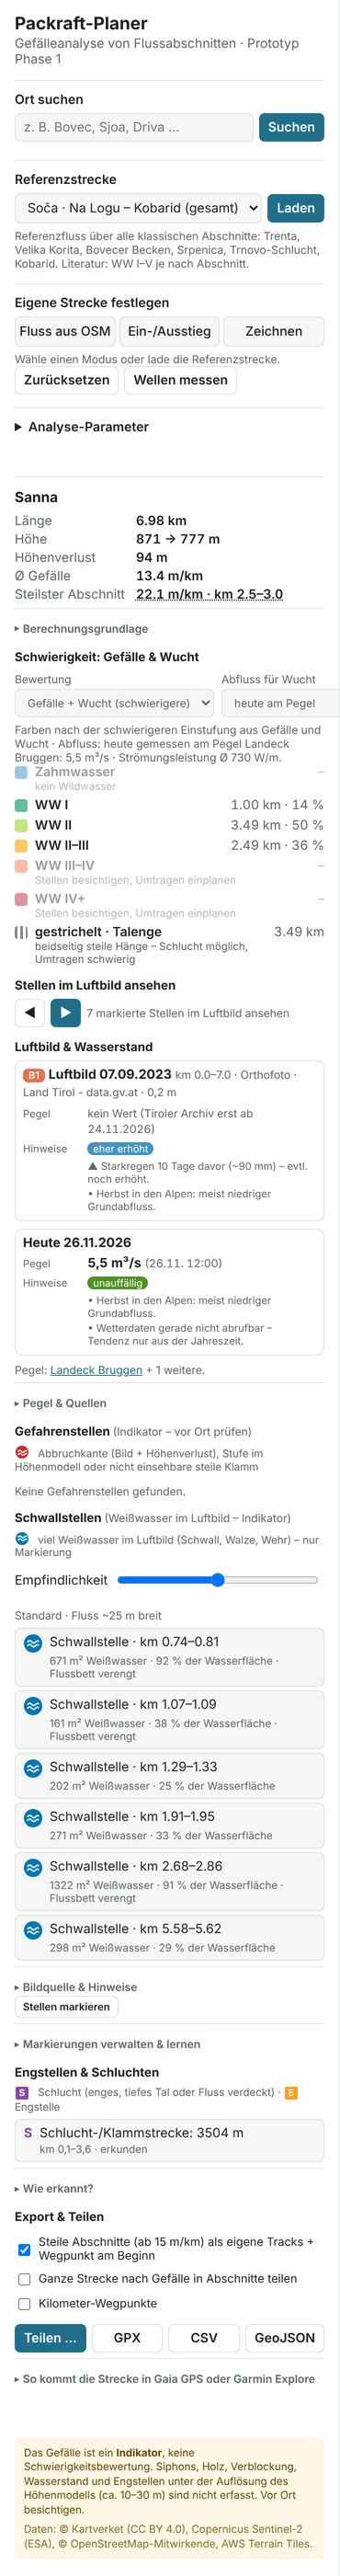 Packraft-Planer
Gefälleanalyse von Flussabschnitten · Prototyp
Phase 1
Ort suchen
z. B. Bovec, Sjoa, Driva ...
Suchen
Referenzstrecke
Soča · Na Logu – Kobarid (gesamt)
Laden
Referenzfluss über alle klassischen Abschnitte: Trenta,
Velika Korita, Bovecer Becken, Srpenica, Trnovo-Schlucht,
Kobarid. Literatur: WW I–V je nach Abschnitt.
Eigene Strecke festlegen
Fluss aus OSM
Ein-/Ausstieg
Zeichnen
Wähle einen Modus oder lade die Referenzstrecke.
Zurücksetzen
Wellen messen
▶ Analyse-Parameter
Sanna
Länge 6.98 km
Höhe 871 → 777 m
Höhenverlust 94 m
Ø Gefälle 13.4 m/km
Steilster Abschnitt 22.1 m/km · km 2.5–3.0
▸ Berechnungsgrundlage
Schwierigkeit: Gefälle & Wucht
Bewertung
Abfluss für Wucht
Gefälle + Wucht (schwierigere)
heute am Pegel
Farben nach der schwierigeren Einstufung aus Gefälle und
Wucht · Abfluss: heute gemessen am Pegel Landeck
Bruggen: 5,5 m³/s · Strömungsleistung Ø 730 W/m.
Zahmwasser –
kein Wildwasser
WW I 1.00 km · 14 %
WW II 3.49 km · 50 %
WW II–III 2.49 km · 36 %
WW III–IV –
Stellen besichtigen, Umtragen einplanen
WW IV+ –
Stellen besichtigen, Umtragen einplanen
gestrichelt · Talenge 3.49 km
beidseitig steile Hänge – Schlucht möglich,
Umtragen schwierig
Stellen im Luftbild ansehen
◀ ▶ 7 markierte Stellen im Luftbild ansehen
Luftbild & Wasserstand
B1 Luftbild 07.09.2023 km 0.0–7.0 · Orthofoto ·
Land Tirol - data.gv.at · 0,2 m
Pegel kein Wert (Tiroler Archiv erst ab
24.11.2026)
Hinweise eher erhöht
▲ Starkregen 10 Tage davor (~90 mm) – evtl.
noch erhöht.
• Herbst in den Alpen: meist niedriger
Grundabfluss.
Heute 26.11.2026
Pegel 5,5 m³/s (26.11. 12:00)
Hinweise unauffällig
• Herbst in den Alpen: meist niedriger
Grundabfluss.
• Wetterdaten gerade nicht abrufbar –
Tendenz nur aus der Jahreszeit.
Pegel: Landeck Bruggen + 1 weitere.
▸ Pegel & Quellen
Gefahrenstellen (Indikator – vor Ort prüfen)
Abbruchkante (Bild + Höhenverlust), Stufe im
Höhenmodell oder nicht einsehbare steile Klamm
Keine Gefahrenstellen gefunden.
Schwallstellen (Weißwasser im Luftbild – Indikator)
viel Weißwasser im Luftbild (Schwall, Walze, Wehr) – nur
Markierung
Empfindlichkeit
Standard · Fluss ~25 m breit
Schwallstelle · km 0.74–0.81
671 m² Weißwasser · 92 % der Wasserfläche ·
Flussbett verengt
Schwallstelle · km 1.07–1.09
161 m² Weißwasser · 38 % der Wasserfläche ·
Flussbett verengt
Schwallstelle · km 1.29–1.33
202 m² Weißwasser · 25 % der Wasserfläche
Schwallstelle · km 1.91–1.95
271 m² Weißwasser · 33 % der Wasserfläche
Schwallstelle · km 2.68–2.86
1322 m² Weißwasser · 91 % der Wasserfläche ·
Flussbett verengt
Schwallstelle · km 5.58–5.62
298 m² Weißwasser · 29 % der Wasserfläche
▸ Bildquelle & Hinweise
Stellen markieren
▸ Markierungen verwalten & lernen
Engstellen & Schluchten
S Schlucht (enges, tiefes Tal oder Fluss verdeckt) · E
Engstelle
S Schlucht-/Klammstrecke: 3504 m
km 0,1–3,6 · erkunden
▸ Wie erkannt?
Export & Teilen
Steile Abschnitte (ab 15 m/km) als eigene Tracks +
Wegpunkt am Beginn
Ganze Strecke nach Gefälle in Abschnitte teilen
Kilometer-Wegpunkte
Teilen ...
GPX
CSV
GeoJSON
▸ So kommt die Strecke in Gaia GPS oder Garmin Explore
Das Gefälle ist ein Indikator, keine
Schwierigkeitsbewertung. Siphons, Holz, Verblockung,
Wasserstand und Engstellen unter der Auflösung des
Höhenmodells (ca. 10–30 m) sind nicht erfasst. Vor Ort
besichtigen.
Daten: © Kartverket (CC BY 4.0), Copernicus Sentinel-2
(ESA), © OpenStreetMap-Mitwirkende, AWS Terrain Tiles.